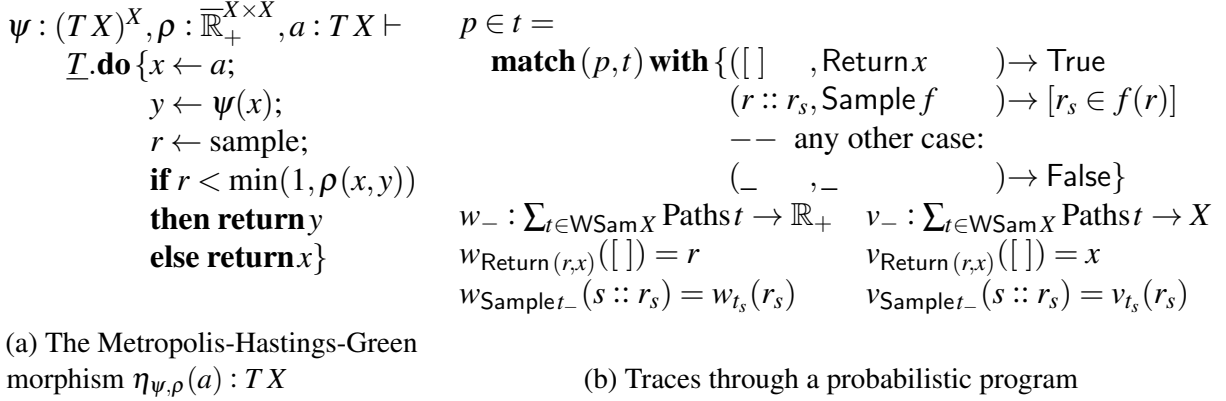 ψ : (T X)^X, ρ : ℝ̄₊^{X×X}, a : T X ⊢
T.do {x ← a;
y ← ψ(x);
r ← sample;
if r < min(1, ρ(x, y))
then return y
else return x}
(a) The Metropolis-Hastings-Green
morphism η_{ψ,ρ}(a) : T X
p ∈ t =
match (p, t) with {([ ] , Return x ) → True
(r :: r_s, Sample f ) → [r_s ∈ f(r)]
−− any other case:
(_ , _ ) → False}
w_− : ∑_{t∈WSam X} Paths t → ℝ₊ v_− : ∑_{t∈WSam X} Paths t → X
w_{Return (r,x)}([ ]) = r v_{Return (r,x)}([ ]) = x
w_{Sample t_−}(s :: r_s) = w_{t_s}(r_s) v_{Sample t_−}(s :: r_s) = v_{t_s}(r_s)
(b) Traces through a probabilistic program